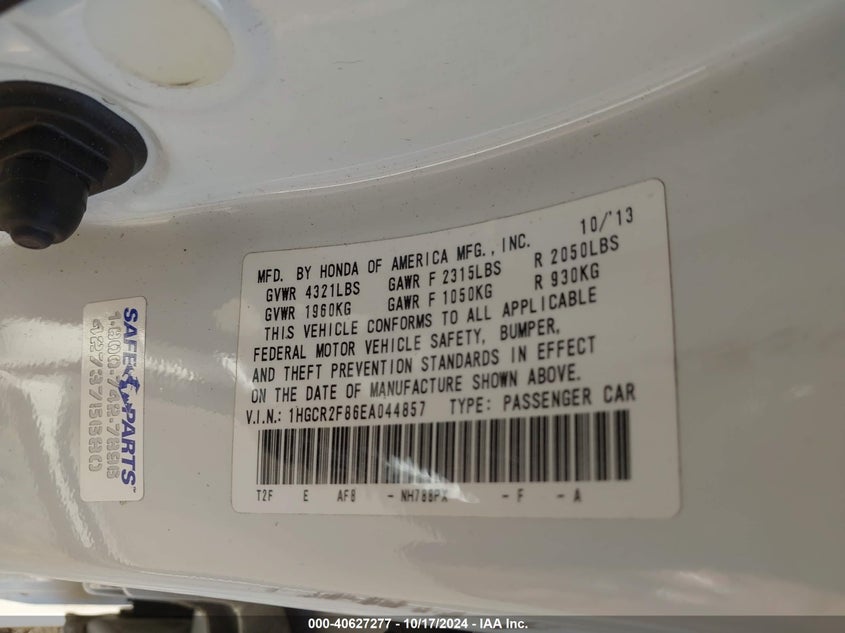 10/'13
MFD. BY HONDA OF AMERICA MFG., INC.
GVWR 4321LBS GAWR F 2315LBS R 2050LBS
GVWR 1960KG GAWR F 1050KG R 930KG
THIS VEHICLE CONFORMS TO ALL APPLICABLE
FEDERAL MOTOR VEHICLE SAFETY, BUMPER,
AND THEFT PREVENTION STANDARDS IN EFFECT
ON THE DATE OF MANUFACTURE SHOWN ABOVE.
V.I.N.: 1HGCR2F86EA044857 TYPE: PASSENGER CAR
T2F E AF8 - NH788PX - F - A
SAFE PARTS™
000-40627277 - 10/17/2024 - IAA Inc.